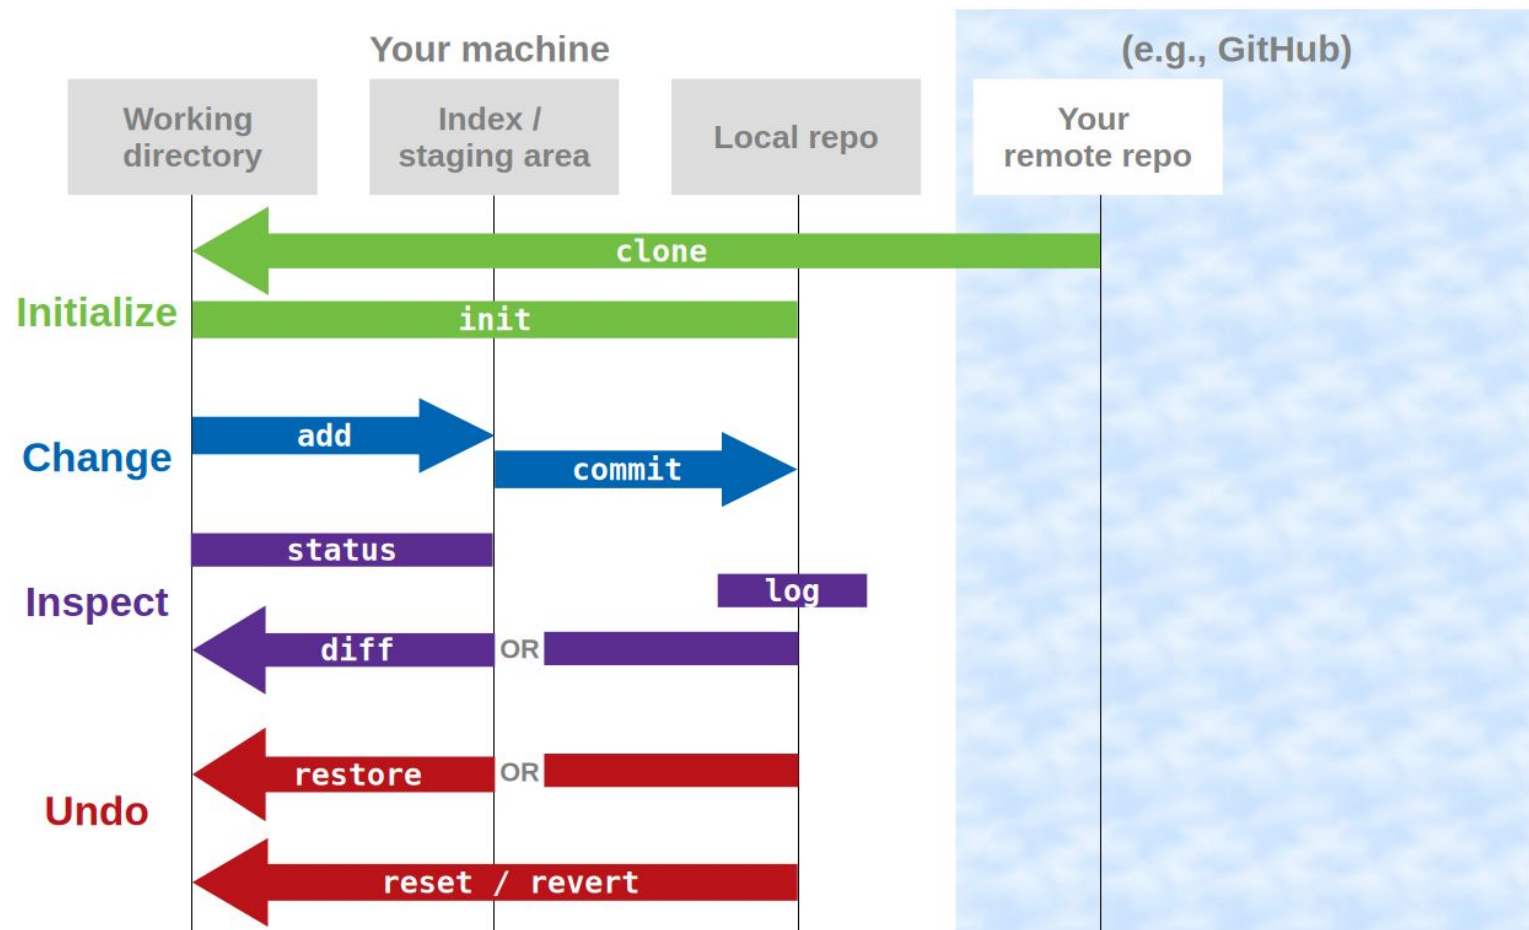 Your machine
(e.g., GitHub)
Working
directory
Index /
staging area
Local repo
Your
remote repo
clone
Initialize
init
add
Change
commit
status
log
Inspect
diff
OR
restore
OR
Undo
reset / revert